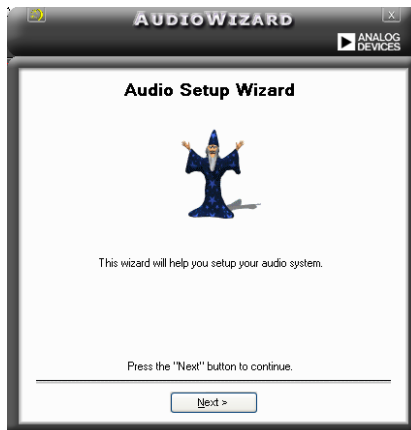 AUDIOWIZARD
X
ANALOG
DEVICES
Audio Setup Wizard
This wizard will help you setup your audio system.
Press the "Next" button to continue.
Next >